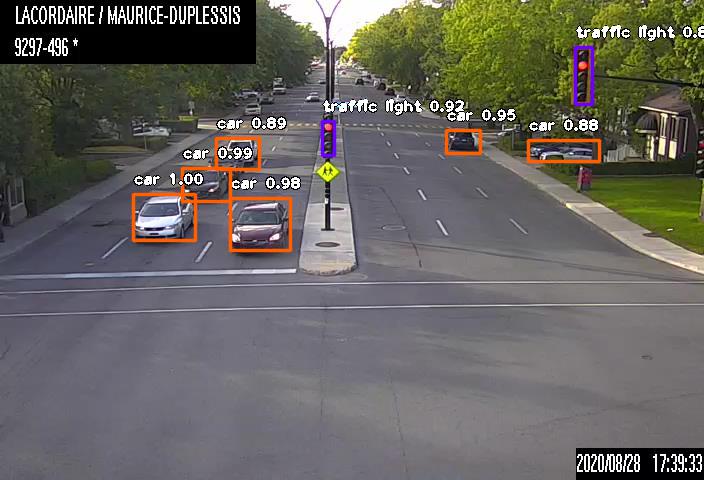 LACORDAIRE / MAURICE-DUPLESSIS
9297-496 *
traffic light 0.8
traffic light 0.92
car 0.95
car 0.89
car 0.88
car 0.99
car 1.00
car 0.98
2020/08/28 17:39:33